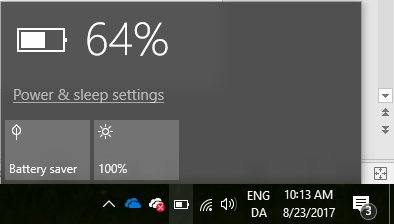 64%
Power & sleep settings
Battery saver
100%
ENG
DA
10:13 AM
8/23/2017
3